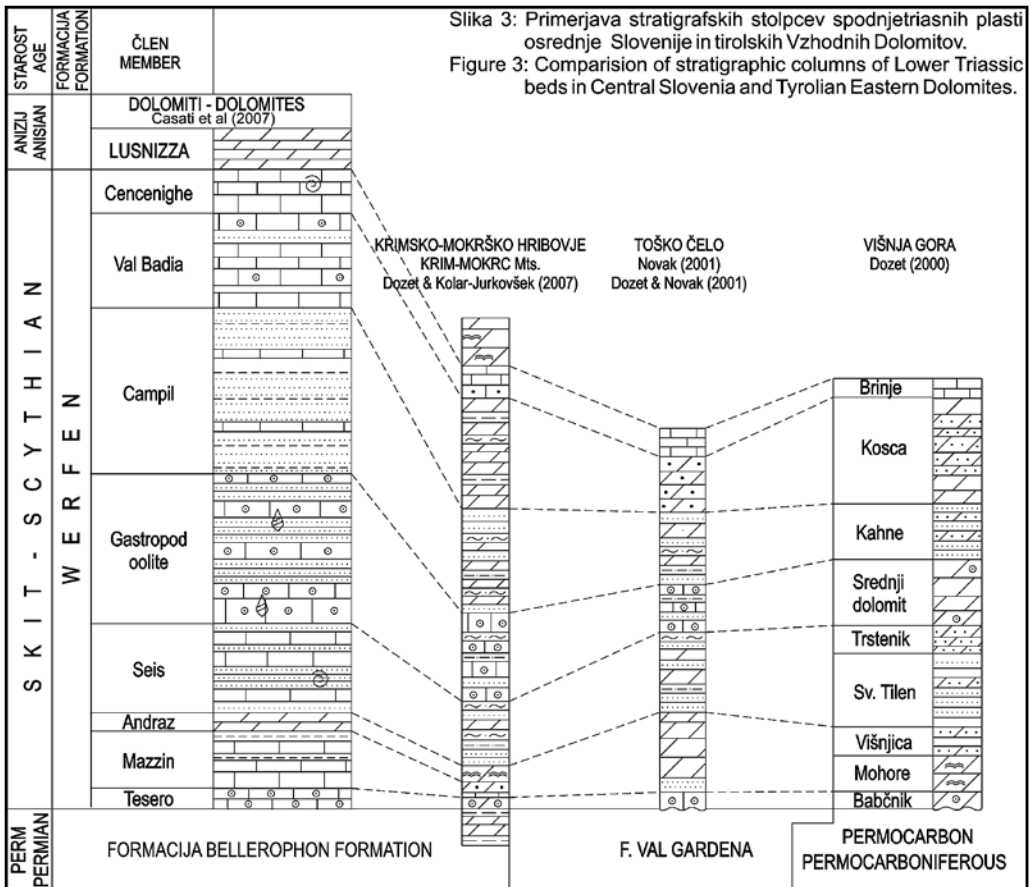 Slika 3: Primerjava stratigrafskih stolpcev spodnjetriasnih plasti
osrednje Slovenije in tirolskih Vzhodnih Dolomitov.
Figure 3: Comparision of stratigraphic columns of Lower Triassic
beds in Central Slovenia and Tyrolian Eastern Dolomites.
STAROST
AGE
FORMACIJA
FORMATION
ČLEN
MEMBER
ANIZIJ
ANISIAN
DOLOMITI - DOLOMITES
Casati et al (2007)
LUSNIZZA
SKIT - SCYTHIAN
WERFEN
Cencenighe
Val Badia
Campil
Gastropod
oolite
Seis
Andraz
Mazzin
Tesero
KRIMSKO-MOKRŠKO HRIBOVJE
KRIM-MOKRC Mts.
Dozet & Kolar-Jurkovšek (2007)
TOŠKO ČELO
Novak (2001)
Dozet & Novak (2001)
VIŠNJA GORA
Dozet (2000)
Brinje
Kosca
Kahne
Srednji
dolomit
Trstenik
Sv. Tilen
Višnjica
Mohore
Babčnik
PERM
PERMIAN
FORMACIJA BELLEROPHON FORMATION
F. VAL GARDENA
PERMOCARBON
PERMOCARBONIFEROUS